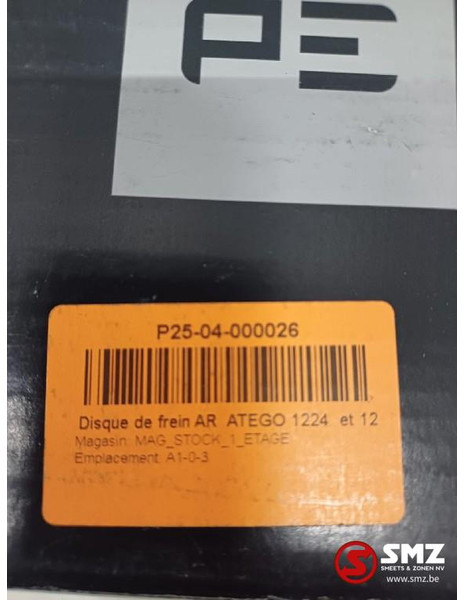 PE
P25-04-000026
Disque de frein AR ATEGO 1224 et 12
Magasin: MAG_STOCK_1_ETAGE
Emplacement: A1-0-3
SMZ
SMEETS & ZONEN NV
www.smz.be